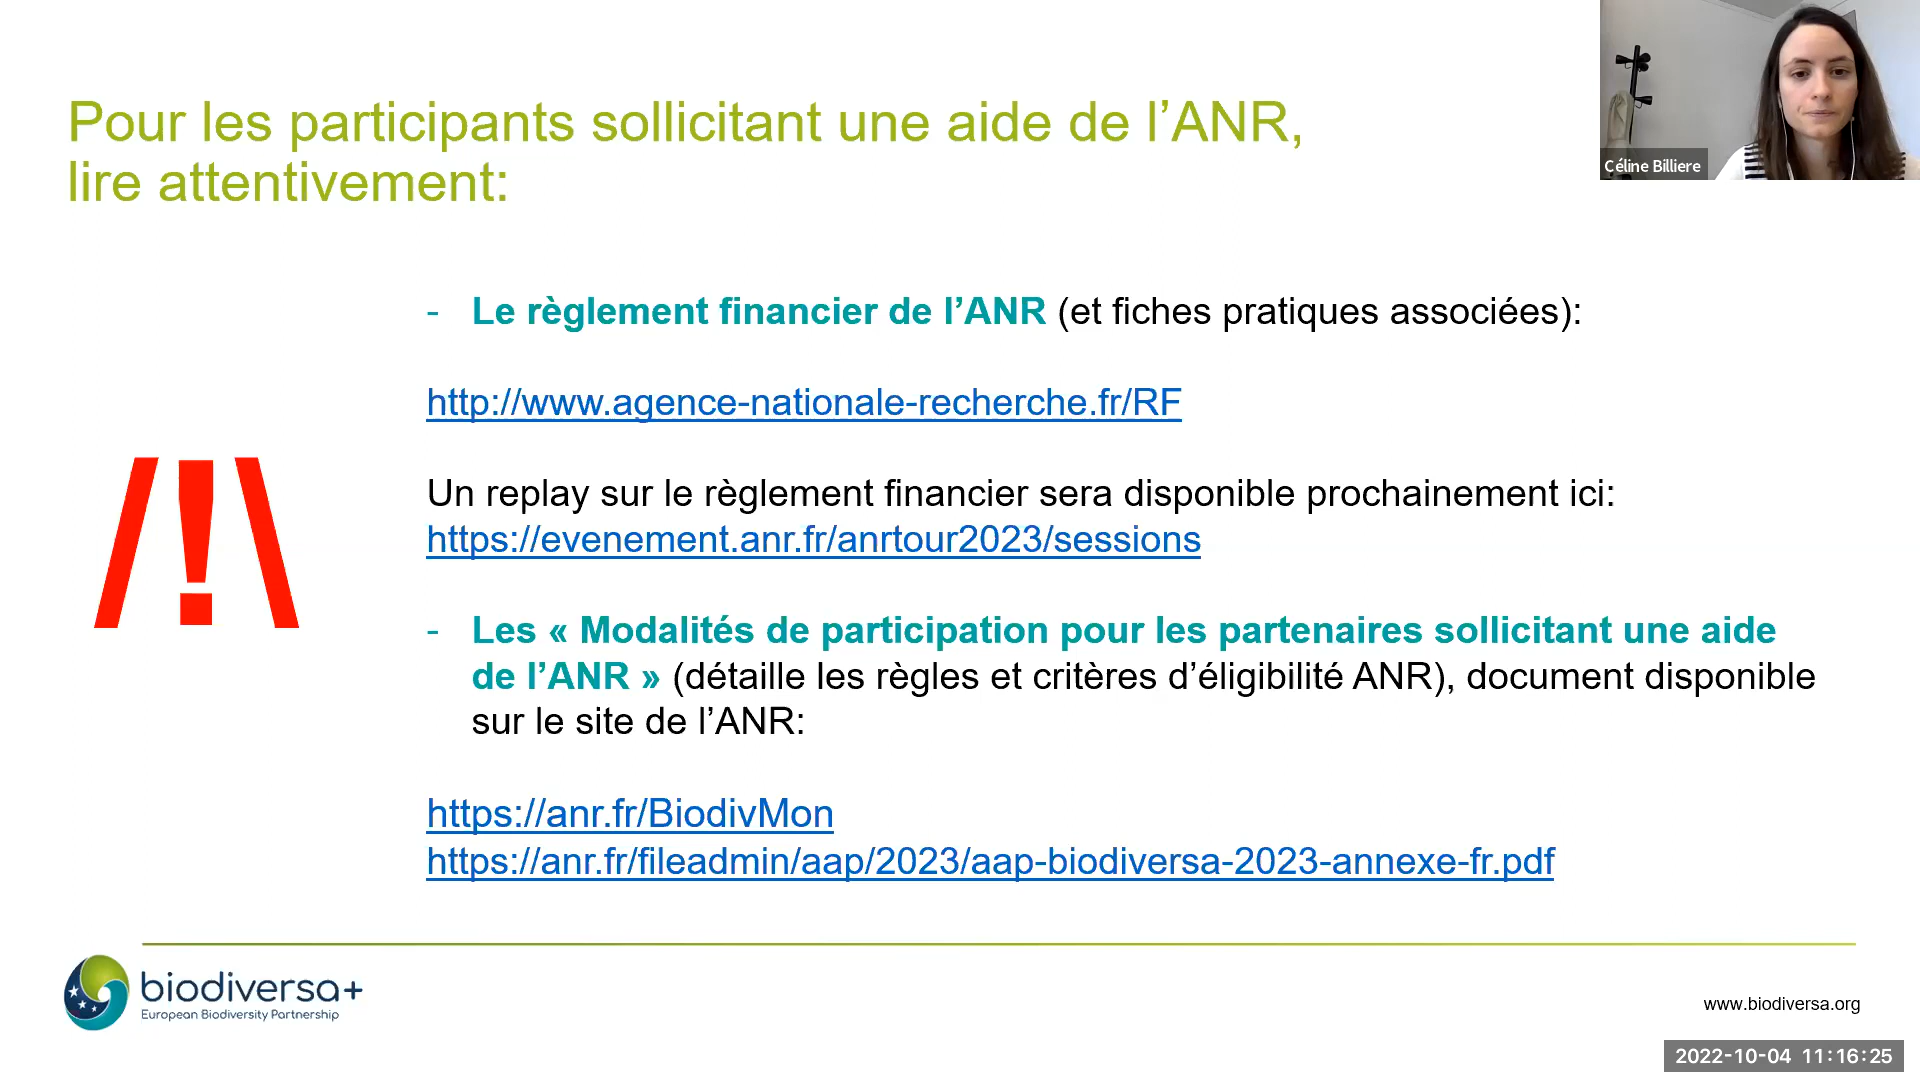 Pour les participants sollicitant une aide de l’ANR,
lire attentivement:
Céline Billiere
- Le règlement financier de l’ANR (et fiches pratiques associées):
http://www.agence-nationale-recherche.fr/RF
/!\
Un replay sur le règlement financier sera disponible prochainement ici:
https://evenement.anr.fr/anrtour2023/sessions
- Les « Modalités de participation pour les partenaires sollicitant une aide
de l’ANR » (détaille les règles et critères d’éligibilité ANR), document disponible
sur le site de l’ANR:
https://anr.fr/BiodivMon
https://anr.fr/fileadmin/aap/2023/aap-biodiversa-2023-annexe-fr.pdf
biodiversa+
European Biodiversity Partnership
www.biodiversa.org
2022-10-04 11:16:25